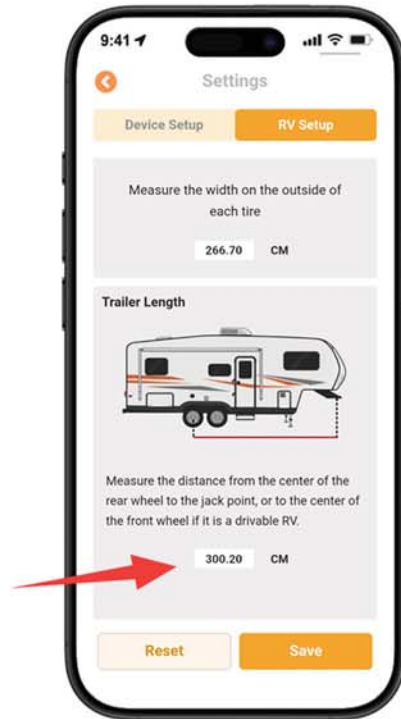 9:41
Settings
Device Setup
RV Setup
Measure the width on the outside of
each tire
266.70 CM
Trailer Length
Measure the distance from the center of the
rear wheel to the jack point, or to the center of
the front wheel if it is a drivable RV.
300.20 CM
Reset
Save